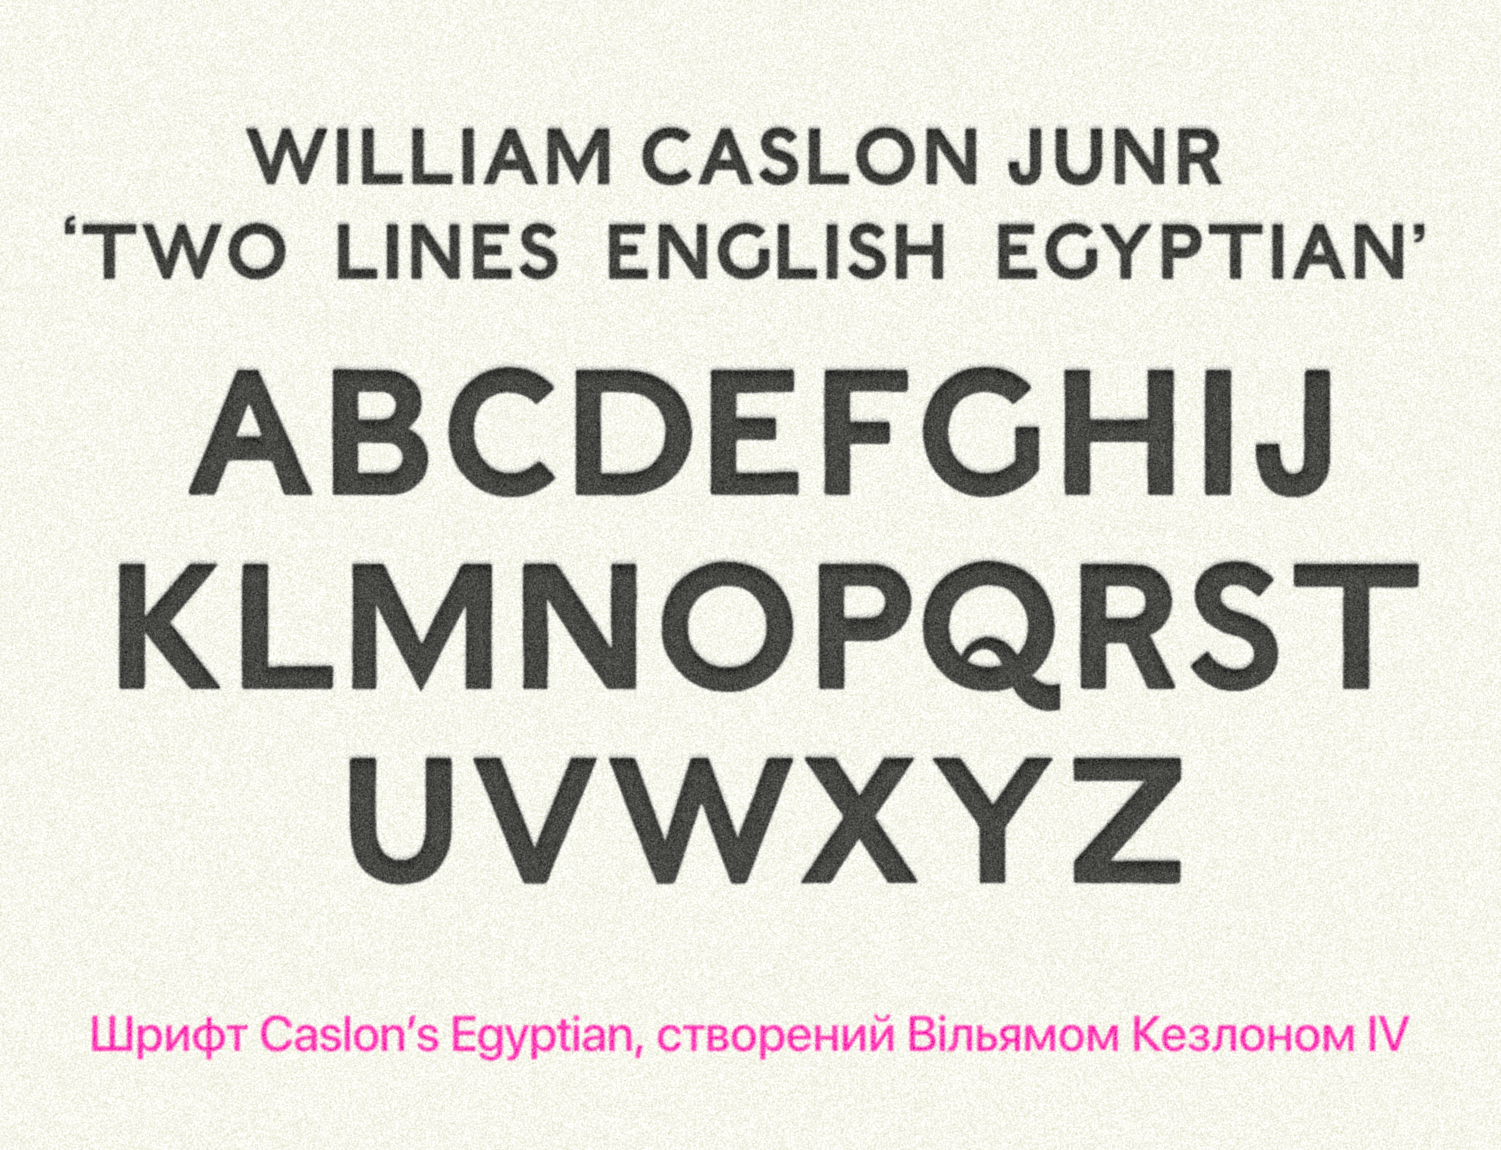 WILLIAM CASLON JUNR
‘TWO LINES ENGLISH EGYPTIAN’
ABCDEFGHIJ
KLMNOPQRST
UVWXYZ
Шрифт Caslon’s Egyptian, створений Вільямом Кезлоном IV